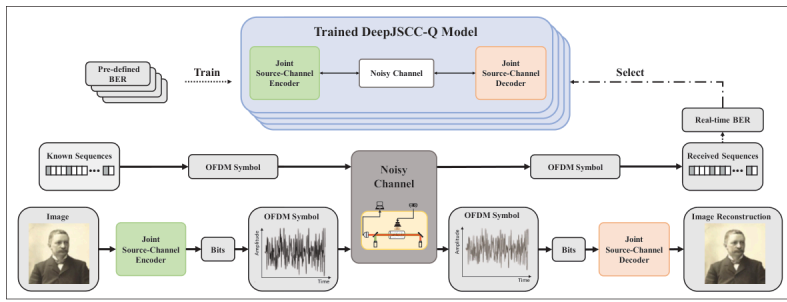 Trained DeepJSCC-Q Model
Pre-defined
BER
Train
Joint
Source-Channel
Encoder
Noisy Channel
Joint
Source-Channel
Decoder
Select
Real-time BER
Known Sequences
OFDM Symbol
Noisy
Channel
OFDM Symbol
Received Sequences
Image
Joint
Source-Channel
Encoder
Bits
OFDM Symbol
Amplitude
Time
OFDM Symbol
Amplitude
Time
Bits
Joint
Source-Channel
Decoder
Image Reconstruction